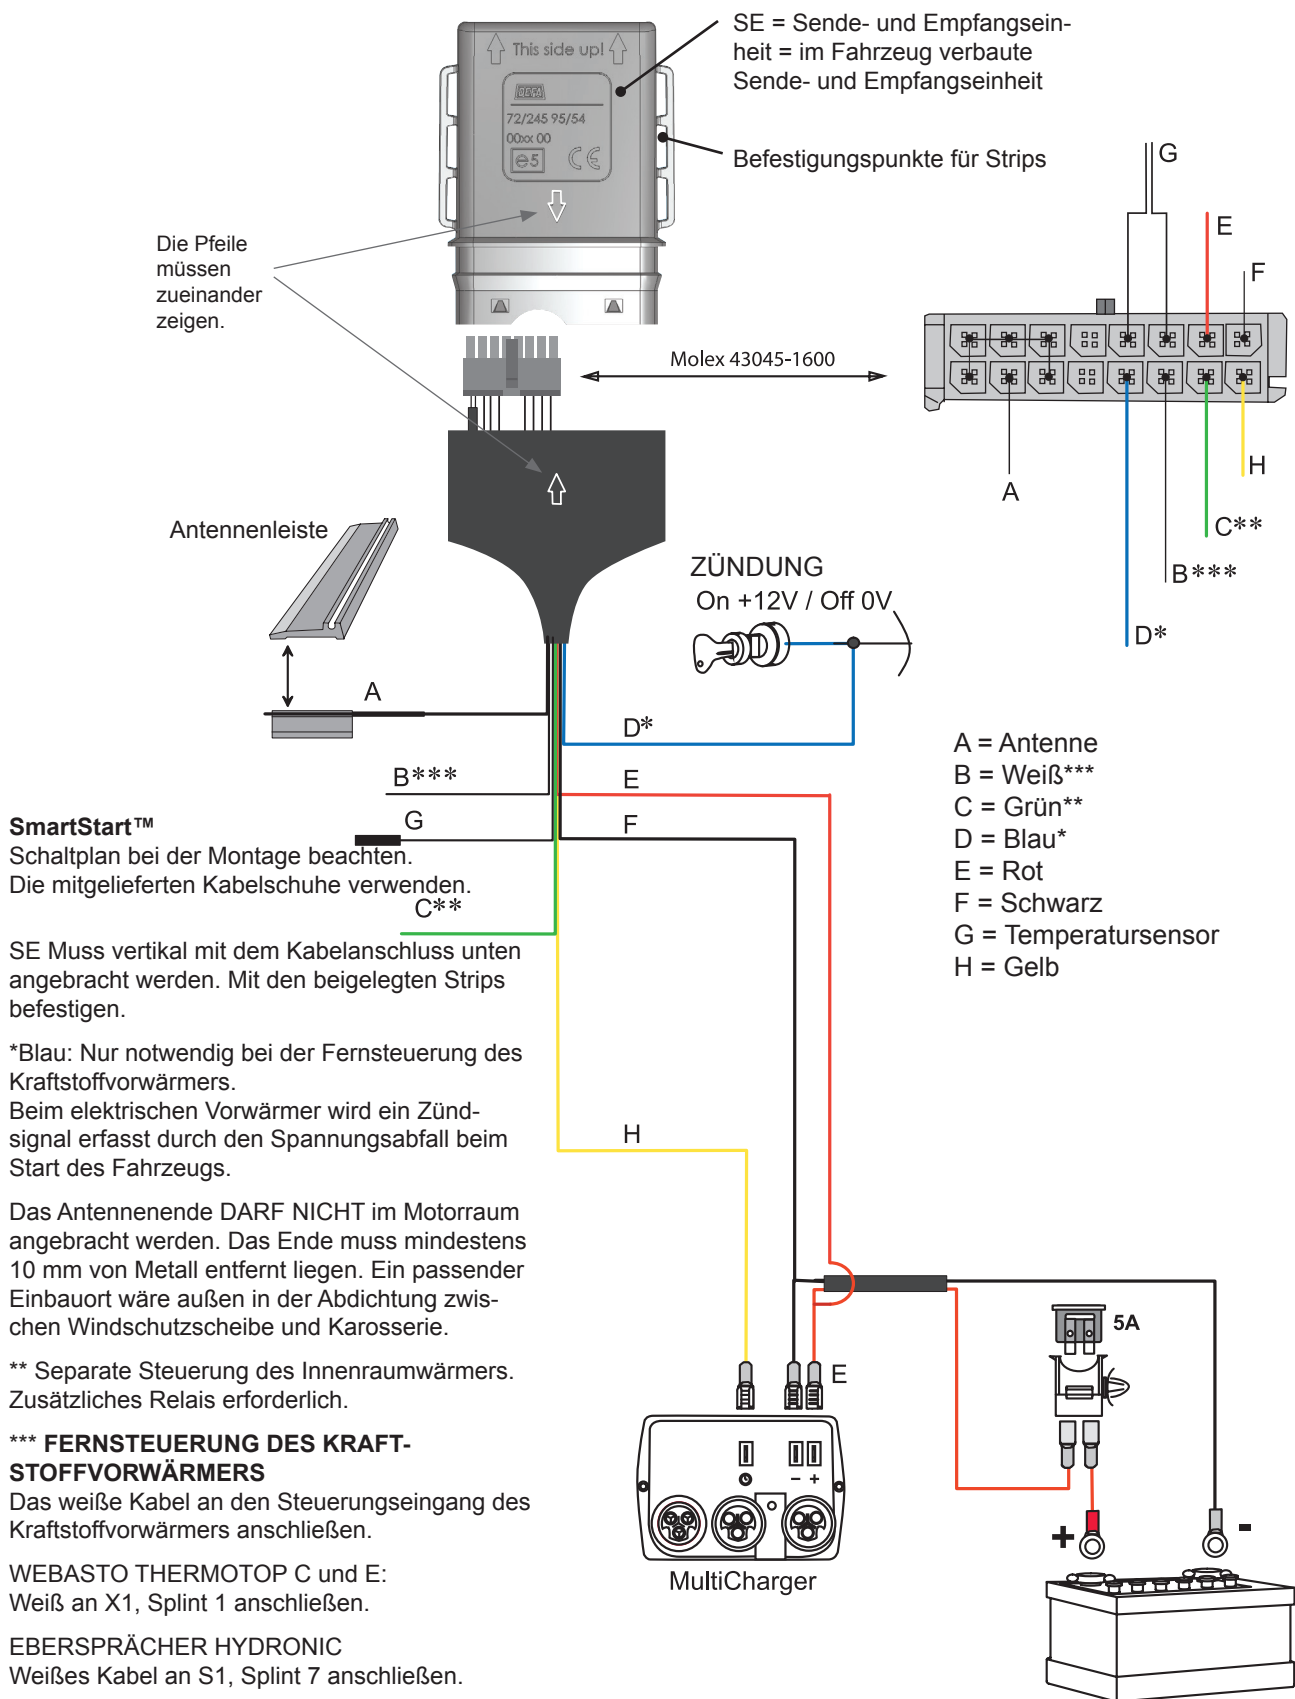 SE = Sende- und Empfangsein-
heit = im Fahrzeug verbaute
Sende- und Empfangseinheit
This side up!
DEFA
72/245 95/54
00xx 00
e5 CE
Befestigungspunkte für Strips
Die Pfeile
müssen
zueinander
zeigen.
G
E
F
Molex 43045-1600
A
H
C**
B***
D*
Antennenleiste
ZÜNDUNG
On +12V / Off 0V
A
D*
B***
E
G
F
C**
H
A = Antenne
B = Weiß***
C = Grün**
D = Blau*
E = Rot
F = Schwarz
G = Temperatursensor
H = Gelb
SmartStart™
Schaltplan bei der Montage beachten.
Die mitgelieferten Kabelschuhe verwenden.
SE Muss vertikal mit dem Kabelanschluss unten
angebracht werden. Mit den beigelegten Strips
befestigen.
*Blau: Nur notwendig bei der Fernsteuerung des
Kraftstoffvorwärmers.
Beim elektrischen Vorwärmer wird ein Zünd-
signal erfasst durch den Spannungsabfall beim
Start des Fahrzeugs.
Das Antennenende DARF NICHT im Motorraum
angebracht werden. Das Ende muss mindestens
10 mm von Metall entfernt liegen. Ein passender
Einbauort wäre außen in der Abdichtung zwis-
chen Windschutzscheibe und Karosserie.
** Separate Steuerung des Innenraumwärmers.
Zusätzliches Relais erforderlich.
*** FERNSTEUERUNG DES KRAFT-
STOFFVORWÄRMERS
Das weiße Kabel an den Steuerungseingang des
Kraftstoffvorwärmers anschließen.
WEBASTO THERMOTOP C und E:
Weiß an X1, Splint 1 anschließen.
EBERSPRÄCHER HYDRONIC
Weißes Kabel an S1, Splint 7 anschließen.
E
5A
- +
MultiCharger
+ -